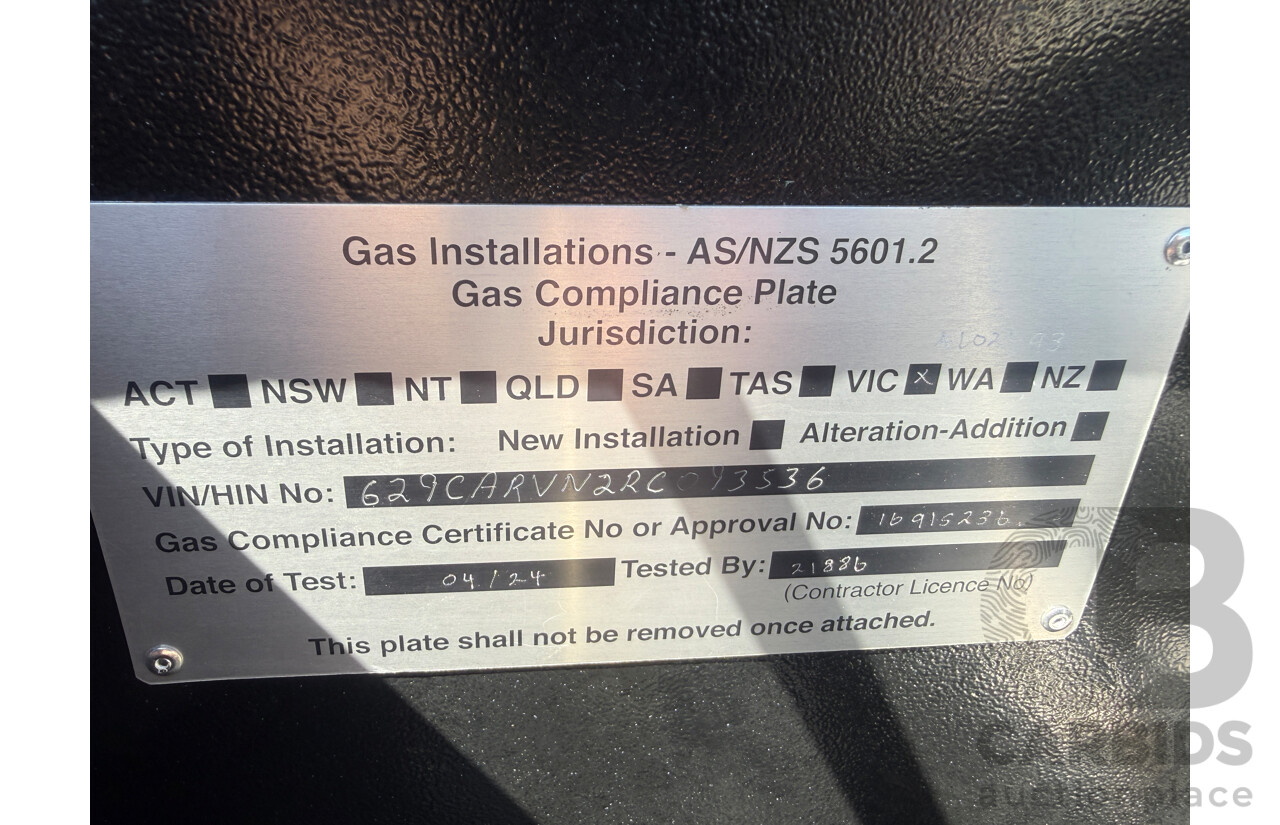 Gas Installations - AS/NZS 5601.2
Gas Compliance Plate
Jurisdiction:
ACT NSW NT QLD SA TAS VIC X WA NZ
Type of Installation: New Installation Alteration-Addition
VIN/HIN No:
Gas Compliance Certificate No or Approval No:
Date of Test: 04/24 Tested By: 21886
(Contractor Licence No)
This plate shall not be removed once attached.
CARBIDS
auction place